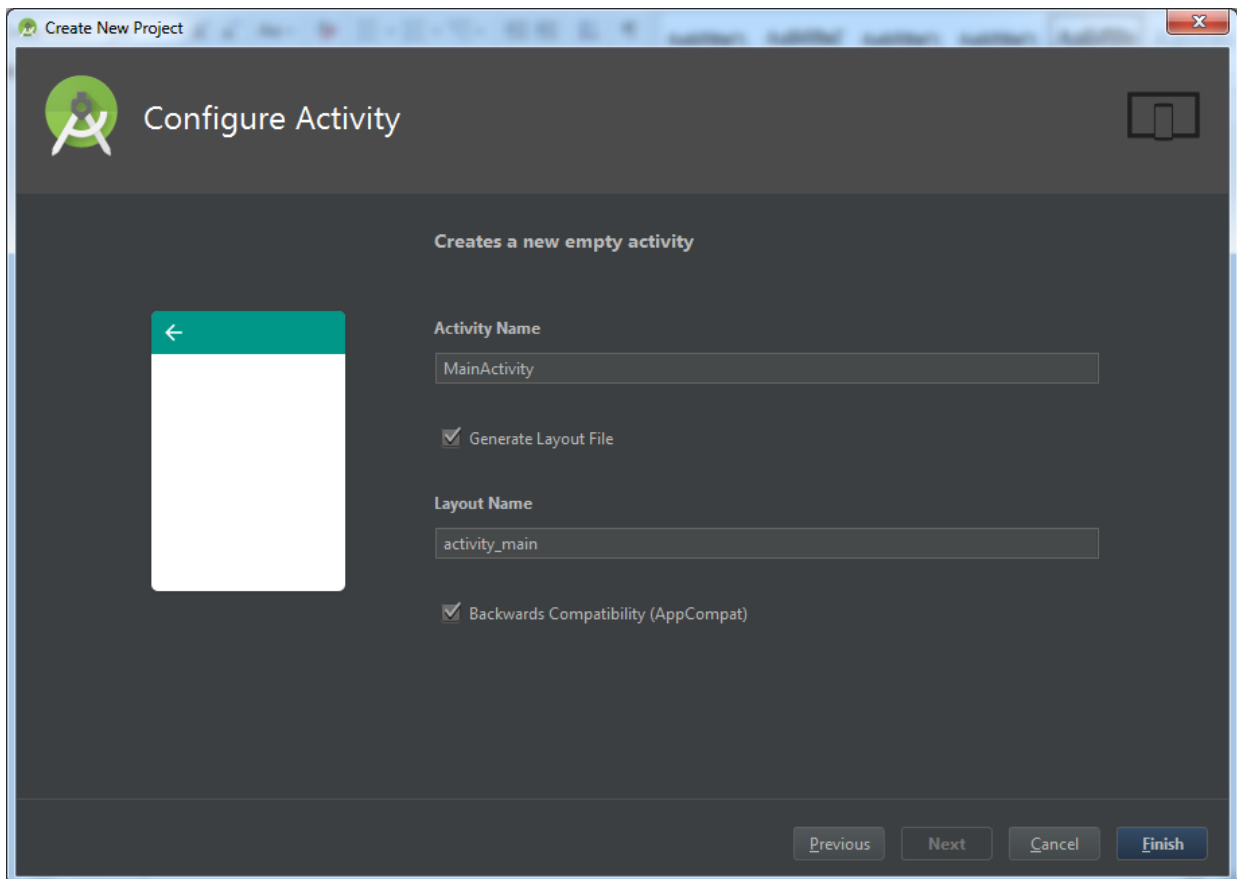 Create New Project
Configure Activity
Creates a new empty activity
Activity Name
MainActivity
Generate Layout File
Layout Name
activity_main
Backwards Compatibility (AppCompat)
Previous
Next
Cancel
Finish